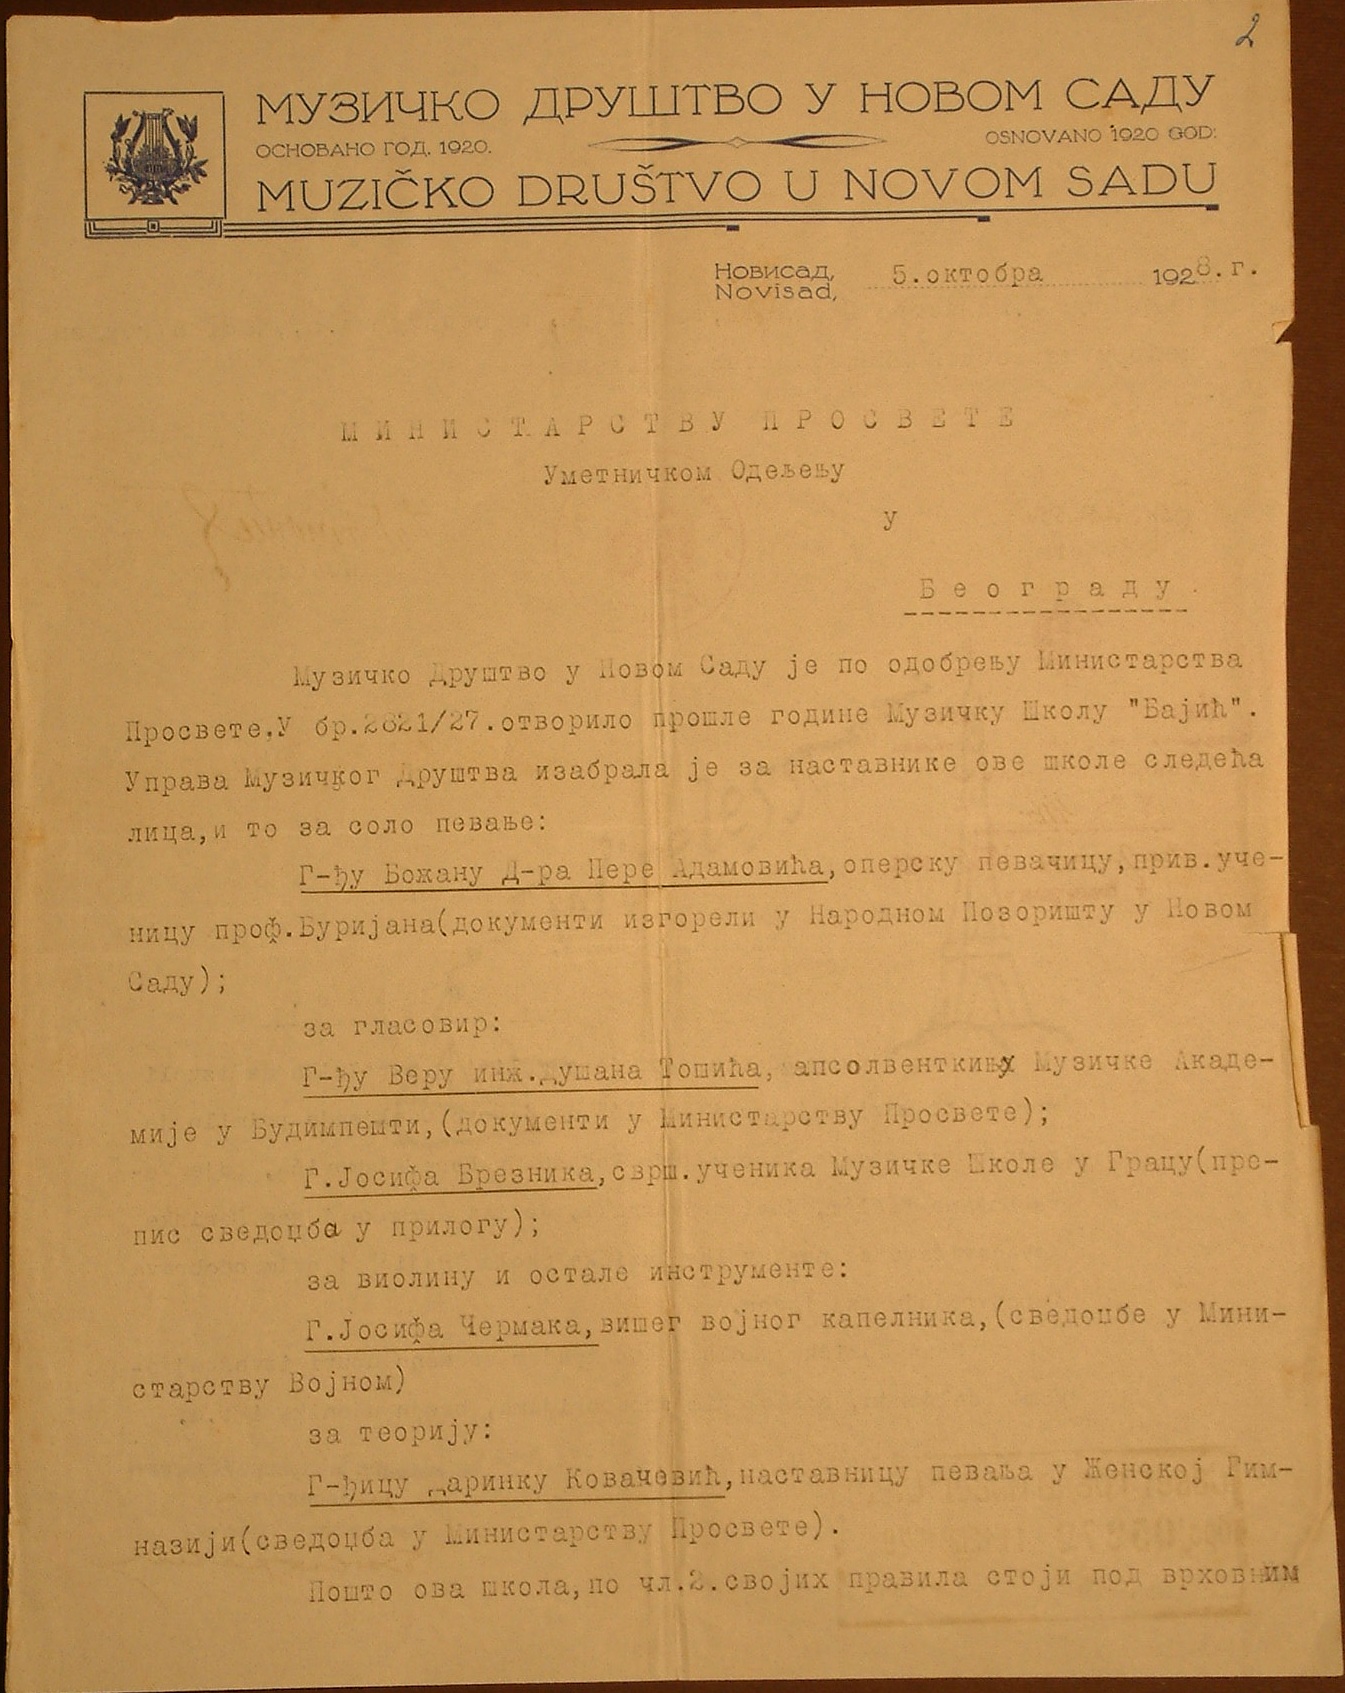 2
МУЗИЧКО ДРУШТВО У НОВОМ САДУ
ОСНОВАНО ГОД. 1920.
OSNOVANO 1920 GOD.
MUZIČKO DRUŠTVO U NOVOM SADU
Новисад, 5.октобра 1928.г.
Novisad,
МИНИСТАРСТВУ ПРОСВЕТЕ
Уметничком Одељењу
у
Београду.
Музичко Друштво у Новом Саду је по одобрењу Министарства
Просвете.У бр.2621/27.отворило прошле године Музичку Школу "Бајић".
Управа Музичког Друштва изабрала је за наставнике ове школе следећа
лица,и то за соло певање:
Г-ђу Божану Д-ра Пере Адамовића,оперску певачицу,прив.уче-
ницу проф.Буријана(документи изгорели у Народном Позоришту у Новом
Саду);
за гласовир:
Г-ђу Веру инж.Душана Тошића, апсолвенткињу Музичке Акаде-
мије у Будимпешти,(документи у Министарству Просвете);
Г.Јосифа Брезника,сврш.ученика Музичке Школе у Грацу(пре-
пис сведоџба у прилогу);
за виолину и остале инструменте:
Г.Јосифа Чермака,вишег војног капелника,(сведоџбе у Мини-
старству Војном)
за теорију:
Г-ђицу Даринку Ковачевић,наставницу певања у Женској Гим-
назији(сведоџба у Министарству Просвете).
Пошто ова школа,по чл.2.својих правила стоји под врховним